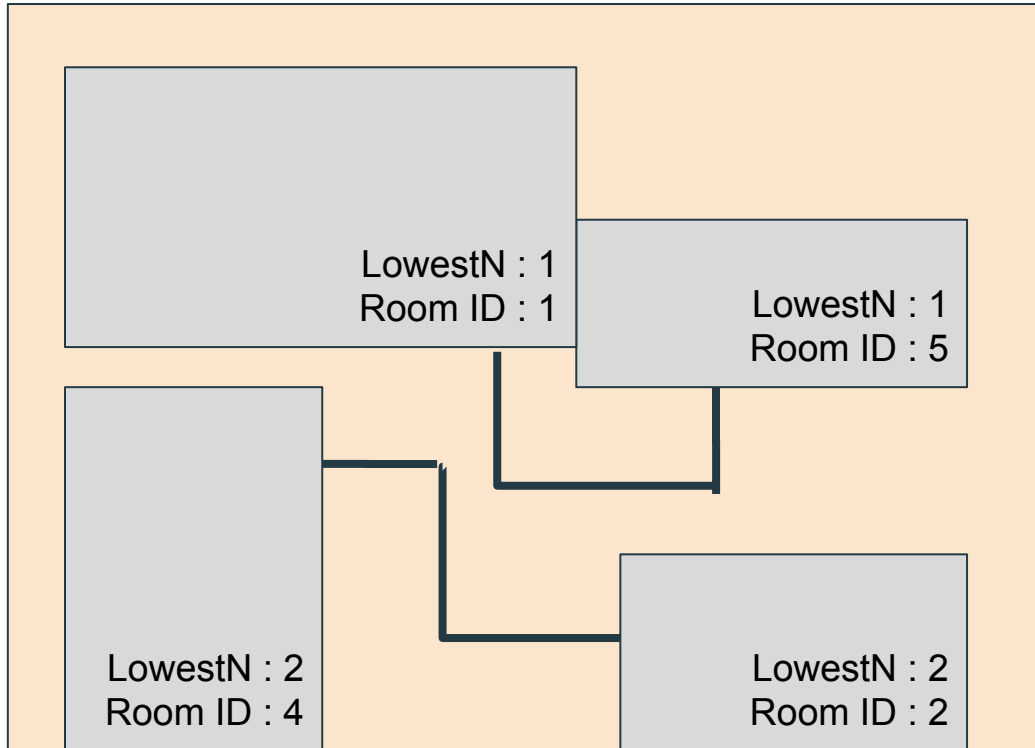 LowestN : 1
Room ID : 1
LowestN : 1
Room ID : 5
LowestN : 2
Room ID : 4
LowestN : 2
Room ID : 2